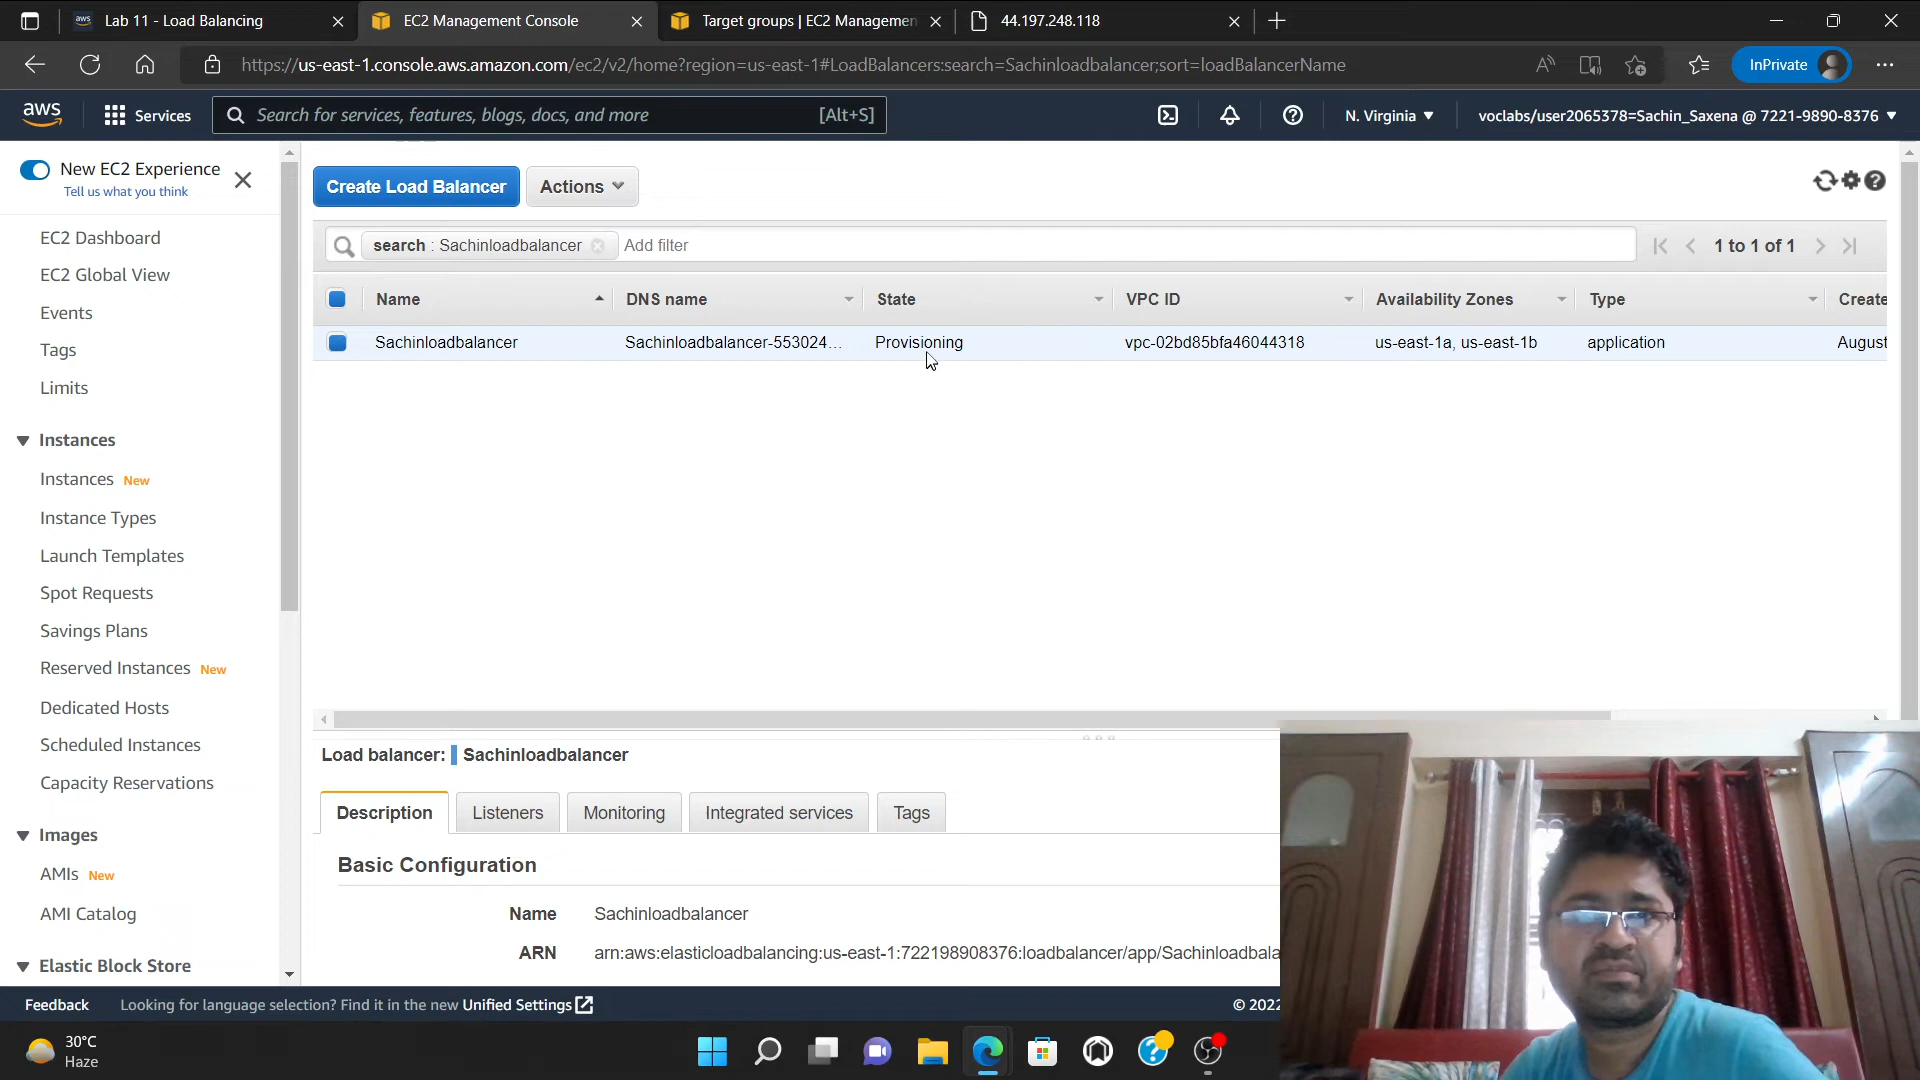 Lab 11 - Load Balancing
EC2 Management Console
Target groups | EC2 Managemen
44.197.248.118
https://us-east-1.console.aws.amazon.com/ec2/v2/home?region=us-east-1#LoadBalancers:search=Sachinloadbalancer;sort=loadBalancerName
InPrivate
aws
Services
Search for services, features, blogs, docs, and more
[Alt+S]
N. Virginia
voclabs/user2065378=Sachin_Saxena @ 7221-9890-8376
New EC2 Experience
Tell us what you think
EC2 Dashboard
EC2 Global View
Events
Tags
Limits
Instances
Instances New
Instance Types
Launch Templates
Spot Requests
Savings Plans
Reserved Instances New
Dedicated Hosts
Scheduled Instances
Capacity Reservations
Images
AMIs New
AMI Catalog
Elastic Block Store
Create Load Balancer
Actions
search : Sachinloadbalancer
Add filter
1 to 1 of 1
Name
DNS name
State
VPC ID
Availability Zones
Type
Create
Sachinloadbalancer
Sachinloadbalancer-553024...
Provisioning
vpc-02bd85bfa46044318
us-east-1a, us-east-1b
application
August
Load balancer: Sachinloadbalancer
Description
Listeners
Monitoring
Integrated services
Tags
Basic Configuration
Name
Sachinloadbalancer
ARN
arn:aws:elasticloadbalancing:us-east-1:722198908376:loadbalancer/app/Sachinloadbala
Feedback
Looking for language selection? Find it in the new Unified Settings
© 2022
30°C
Haze